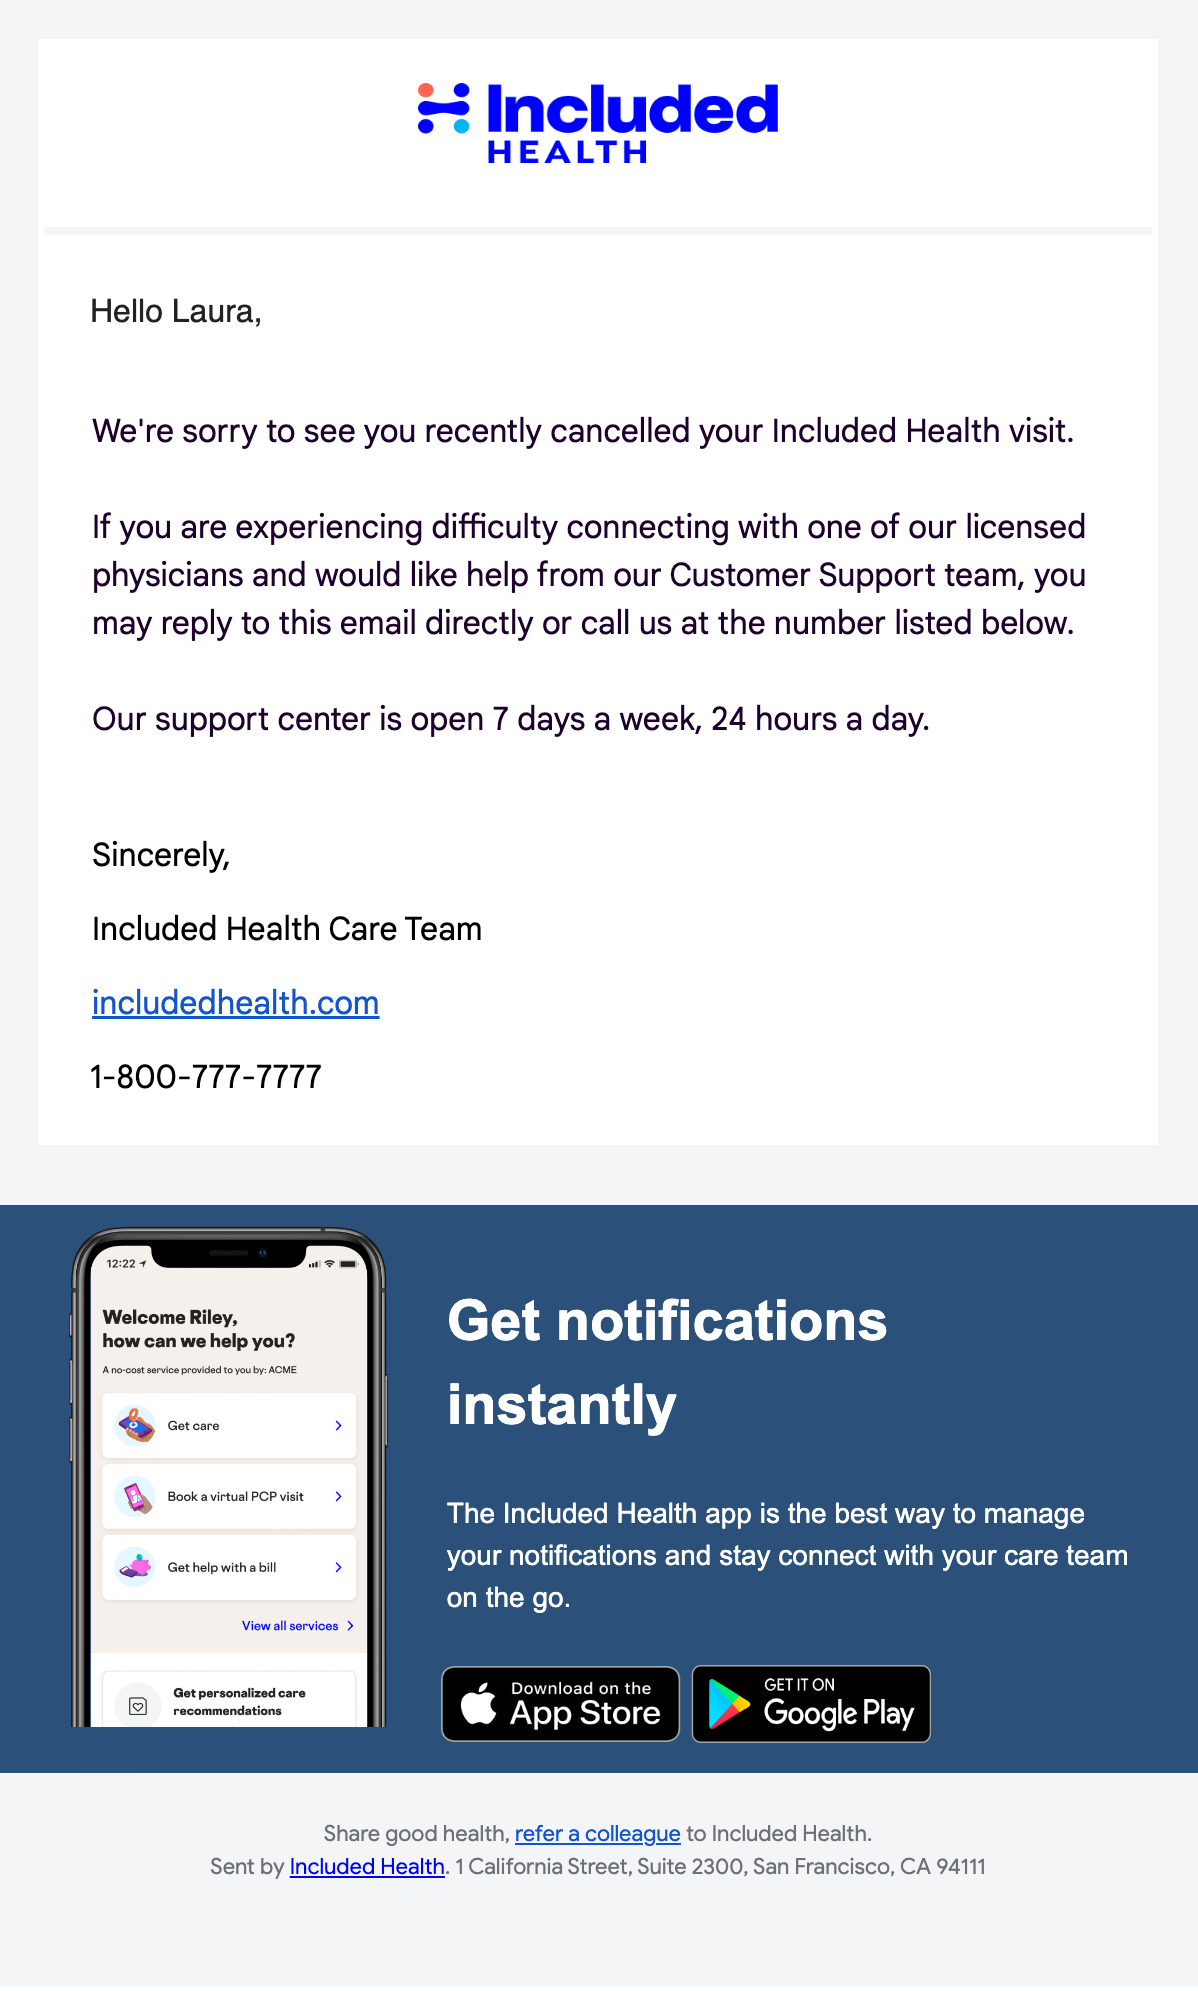 Included
HEALTH
Hello Laura,
We're sorry to see you recently cancelled your Included Health visit.
If you are experiencing difficulty connecting with one of our licensed
physicians and would like help from our Customer Support team, you
may reply to this email directly or call us at the number listed below.
Our support center is open 7 days a week, 24 hours a day.
Sincerely,
Included Health Care Team
includedhealth.com
1-800-777-7777
12:22
Welcome Riley,
how can we help you?
A no-cost service provided to you by: ACME
Get care
Book a virtual PCP visit
Get help with a bill
View all services
Get personalized care
recommendations
Get notifications
instantly
The Included Health app is the best way to manage
your notifications and stay connect with your care team
on the go.
Download on the
App Store
GET IT ON
Google Play
Share good health, refer a colleague to Included Health.
Sent by Included Health. 1 California Street, Suite 2300, San Francisco, CA 94111